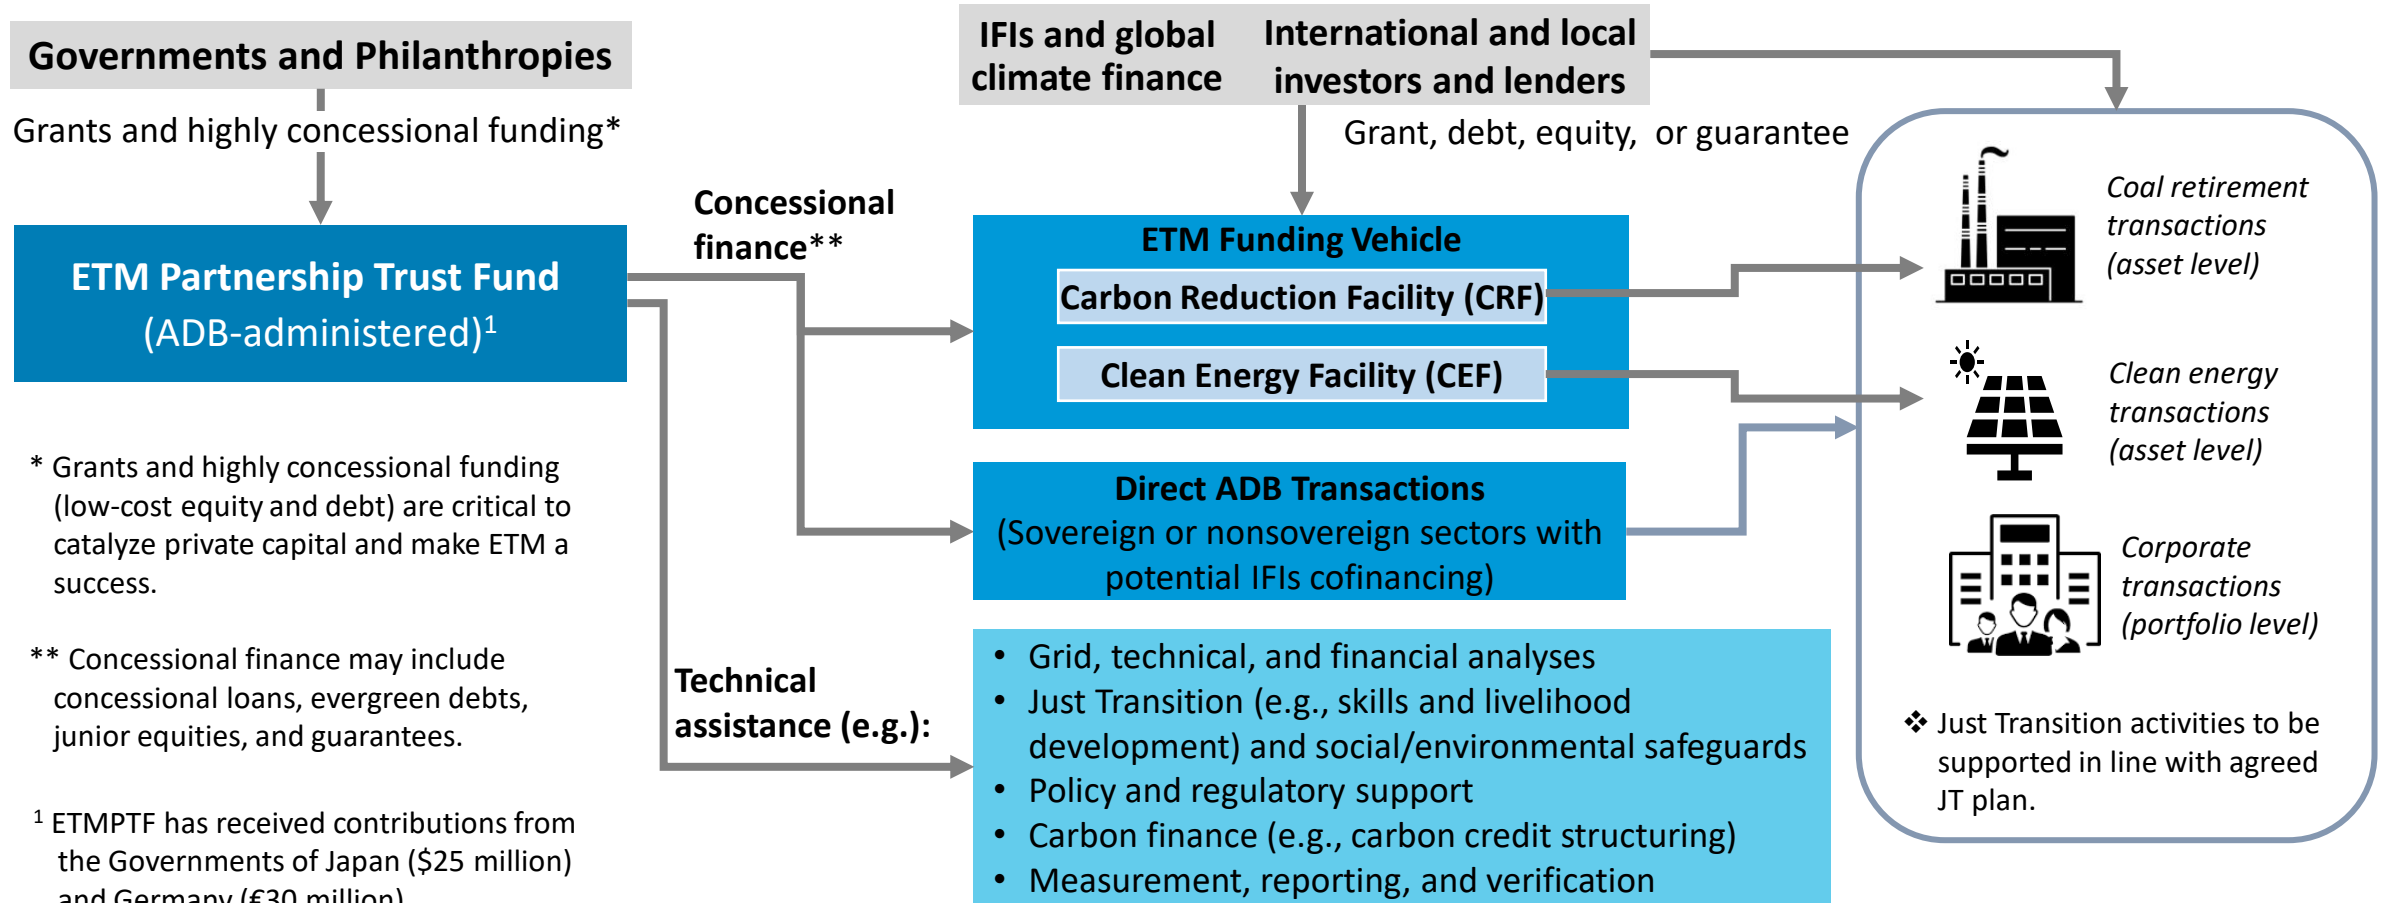 Governments and Philanthropies
Grants and highly concessional funding*
ETM Partnership Trust Fund
(ADB-administered)¹
* Grants and highly concessional funding
(low-cost equity and debt) are critical to
catalyze private capital and make ETM a
success.
** Concessional finance may include
concessional loans, evergreen debts,
junior equities, and guarantees.
¹ ETMPTF has received contributions from
the Governments of Japan ($25 million)
and Germany (€30 million)
Concessional
finance**
Technical
assistance (e.g.):
IFIs and global
climate finance
International and local
investors and lenders
Grant, debt, equity, or guarantee
ETM Funding Vehicle
Carbon Reduction Facility (CRF)
Clean Energy Facility (CEF)
Direct ADB Transactions
(Sovereign or nonsovereign sectors with
potential IFIs cofinancing)
• Grid, technical, and financial analyses
• Just Transition (e.g., skills and livelihood
development) and social/environmental safeguards
• Policy and regulatory support
• Carbon finance (e.g., carbon credit structuring)
• Measurement, reporting, and verification
Coal retirement
transactions
(asset level)
Clean energy
transactions
(asset level)
Corporate
transactions
(portfolio level)
❖ Just Transition activities to be
supported in line with agreed
JT plan.